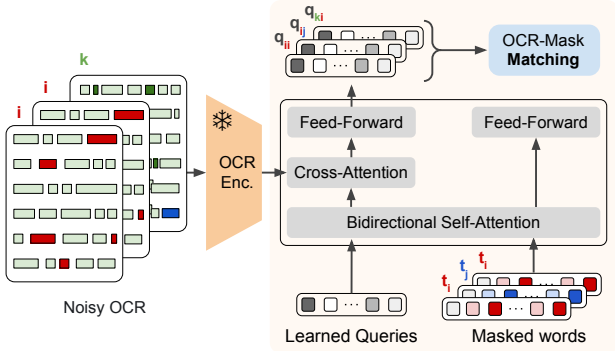 q_ki
q_ij
q_ii
OCR-Mask
Matching
k
i
i
Feed-Forward
Feed-Forward
OCR
Enc.
Cross-Attention
Bidirectional Self-Attention
t_i
t_j
t_i
Noisy OCR
Learned Queries
Masked words